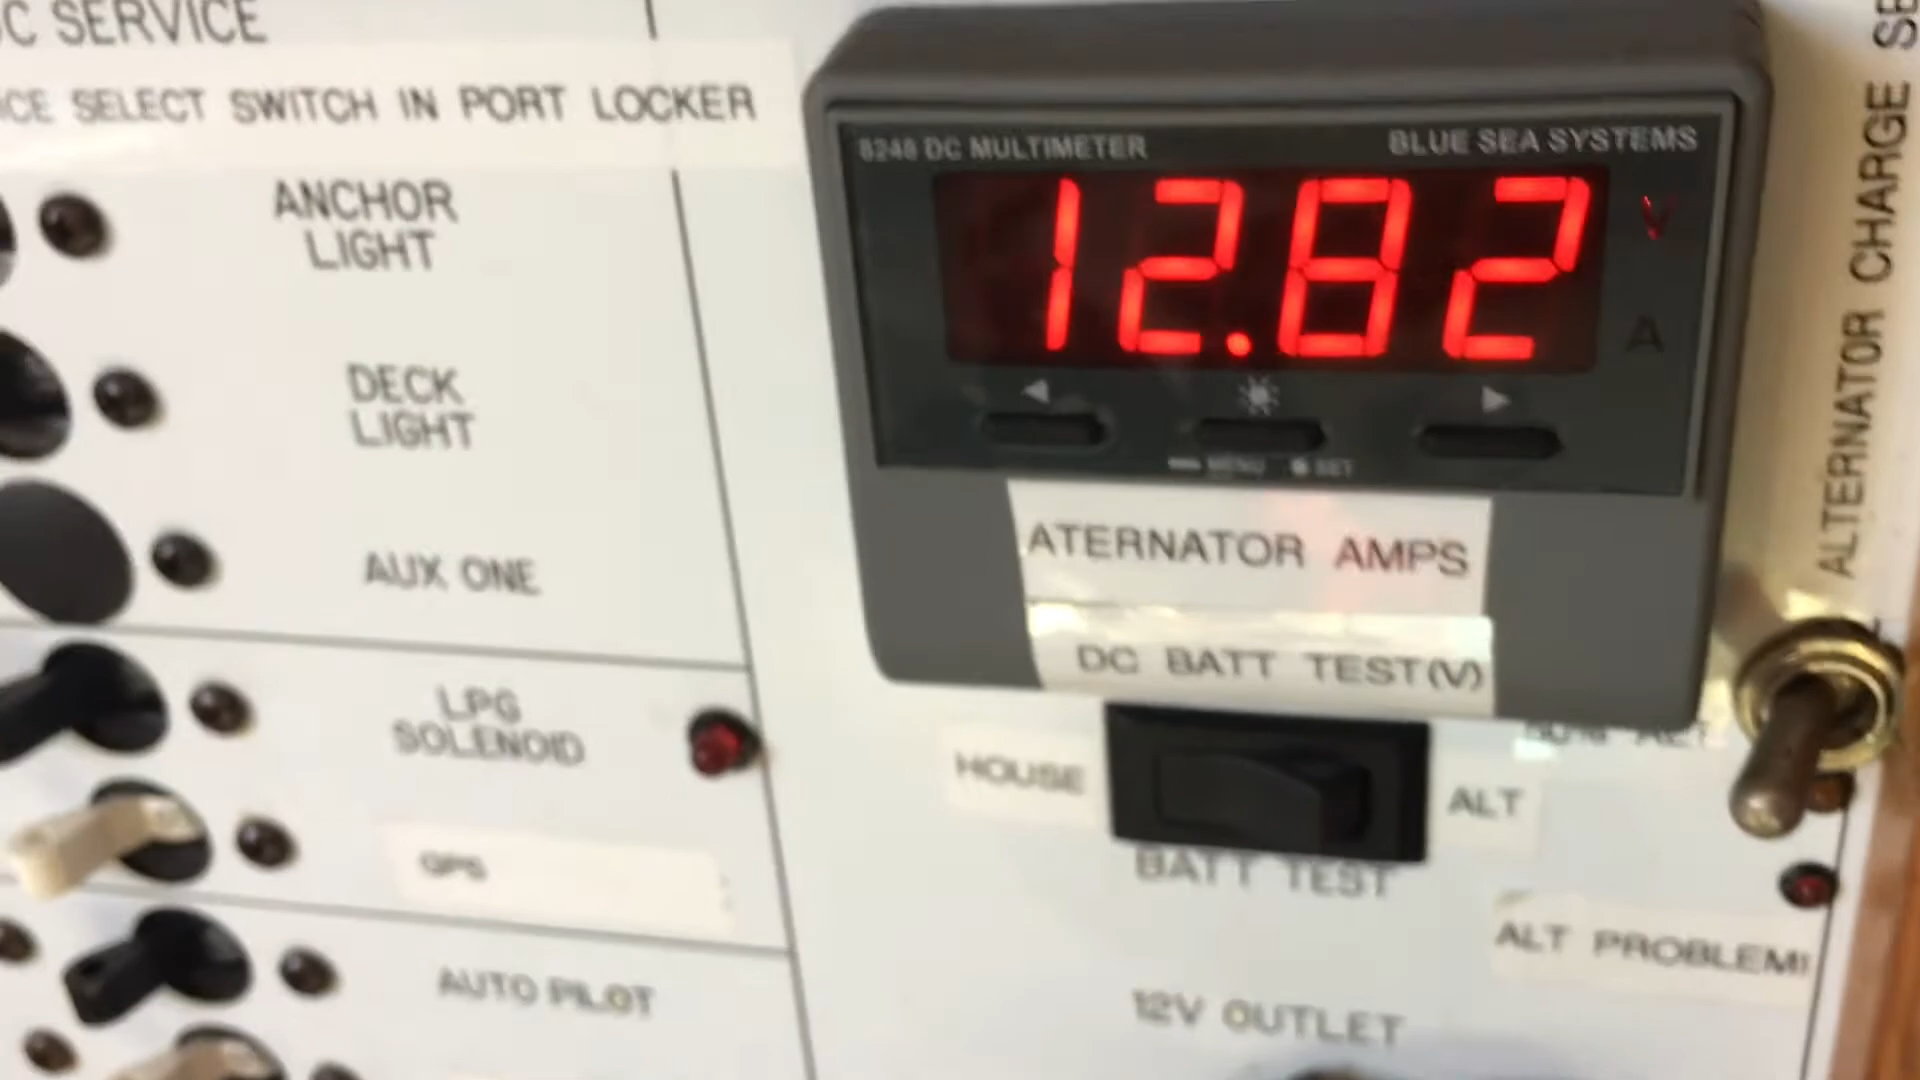 C SERVICE
ICE SELECT SWITCH IN PORT LOCKER
ANCHOR
LIGHT
DECK
LIGHT
AUX ONE
LPG
SOLENOID
GPS
AUTO PILOT
8248 DC MULTIMETER
BLUE SEA SYSTEMS
12.82
V
A
MENU
SET
ATERNATOR AMPS
DC BATT TEST(V)
HOUSE
ALT
BATT TEST
ALT PROBLEM!
12V OUTLET
ALTERNATOR CHARGE SE